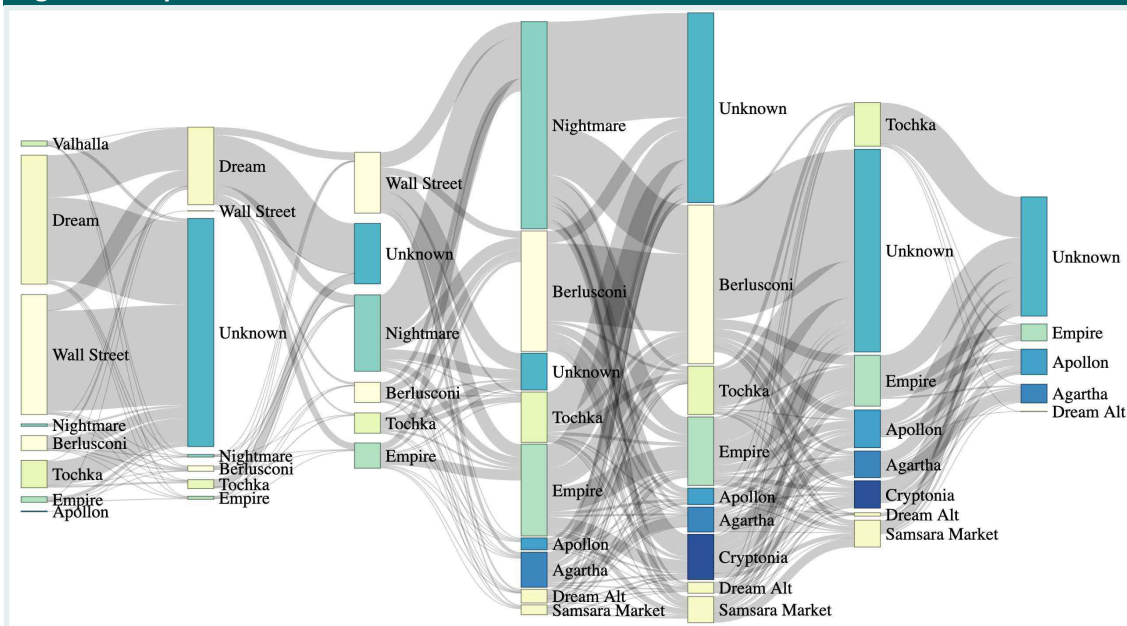 Valhalla
Dream
Wall Street
Nightmare
Berlusconi
Tochka
Empire
Apollon
Dream
Wall Street
Unknown
Nightmare
Berlusconi
Tochka
Empire
Wall Street
Unknown
Nightmare
Berlusconi
Tochka
Empire
Nightmare
Berlusconi
Unknown
Tochka
Empire
Apollon
Agartha
Dream Alt
Samsara Market
Unknown
Berlusconi
Tochka
Empire
Apollon
Agartha
Cryptonia
Dream Alt
Samsara Market
Tochka
Unknown
Empire
Apollon
Agartha
Cryptonia
Dream Alt
Samsara Market
Unknown
Empire
Apollon
Agartha
Dream Alt